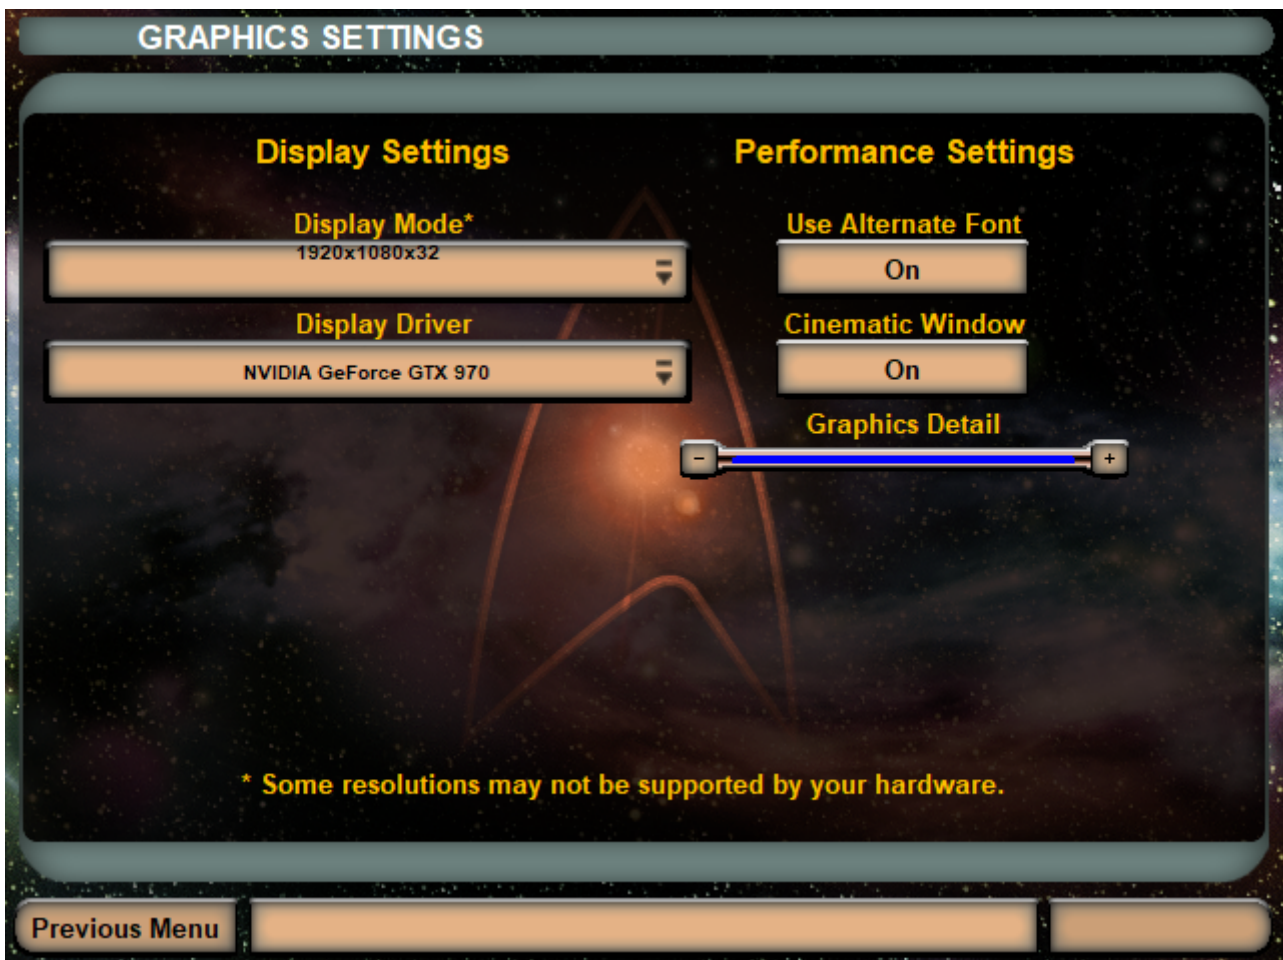 GRAPHICS SETTINGS
Display Settings
Display Mode*
1920x1080x32
Display Driver
NVIDIA GeForce GTX 970
Performance Settings
Use Alternate Font
On
Cinematic Window
On
Graphics Detail
- +
* Some resolutions may not be supported by your hardware.
Previous Menu